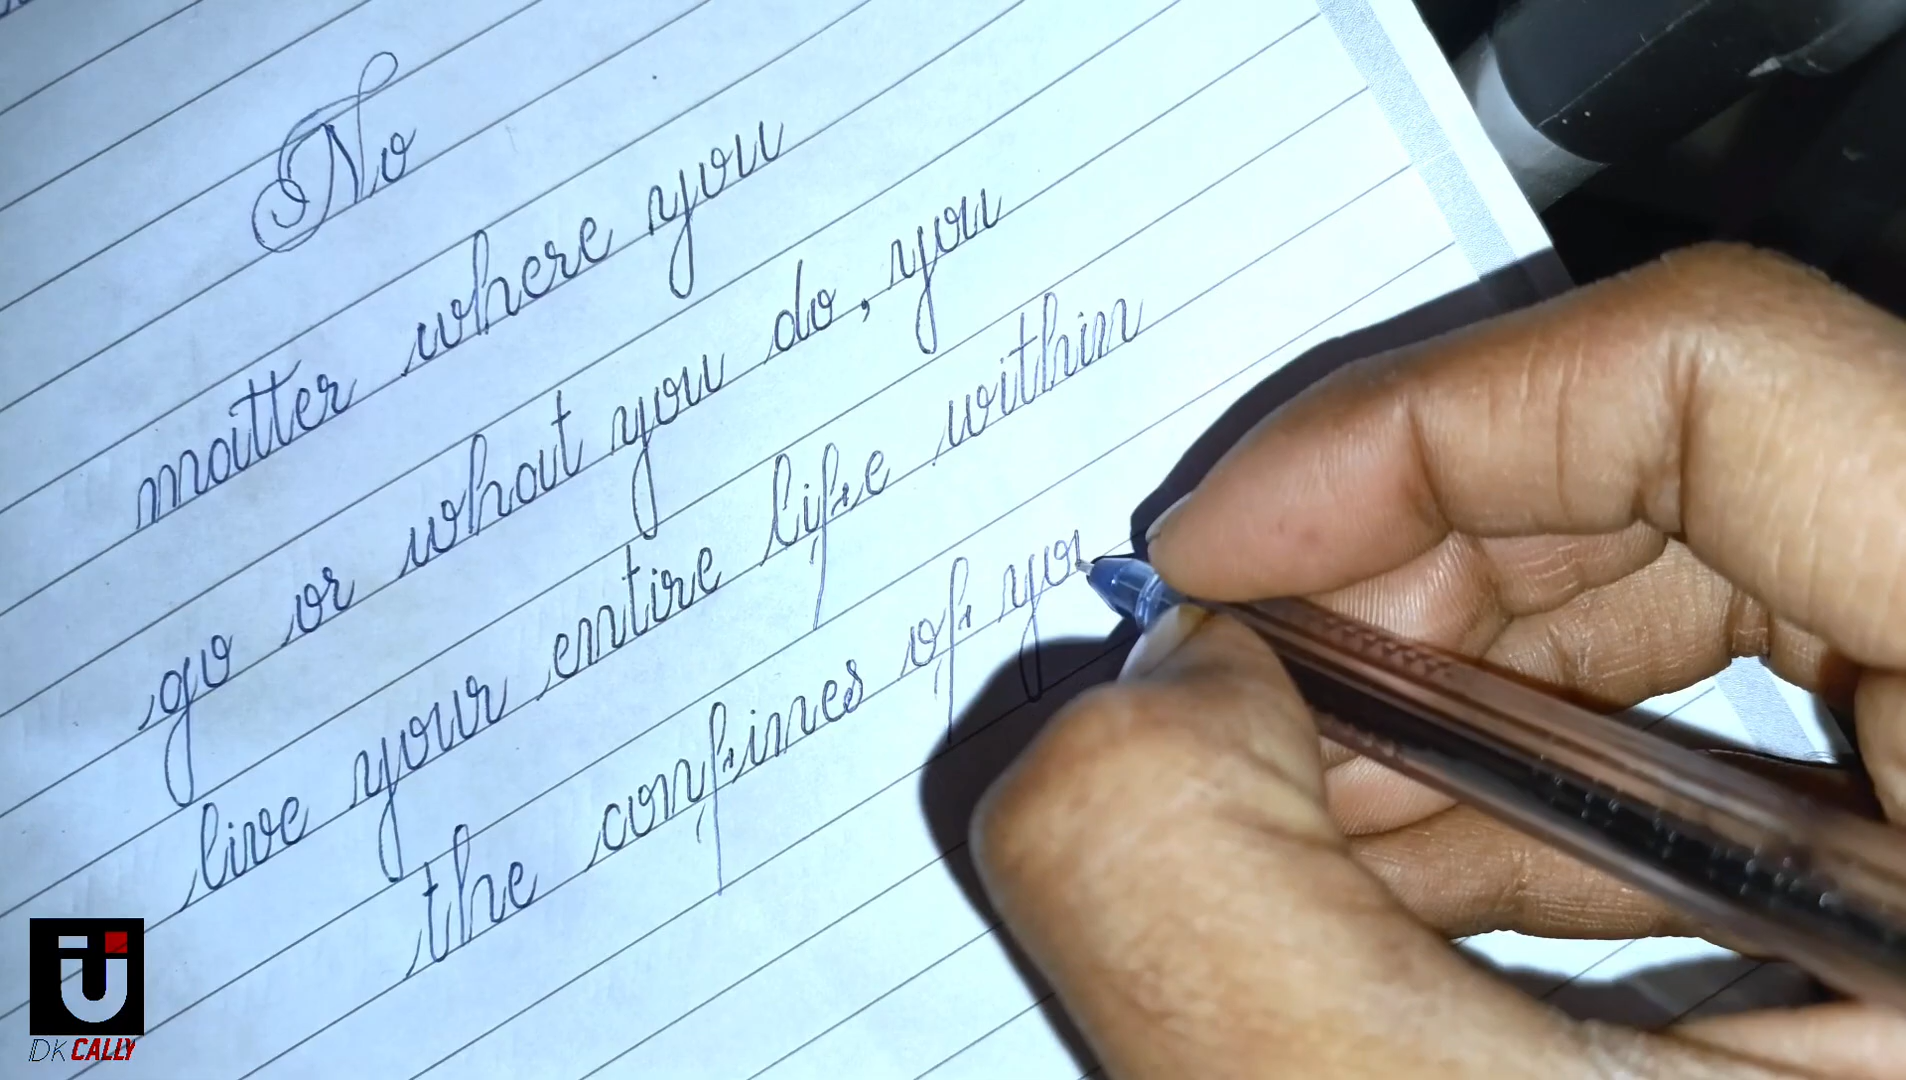 No
matter where you
go or what you do, you
live your entire life within
the confines of yo
DK CALLY